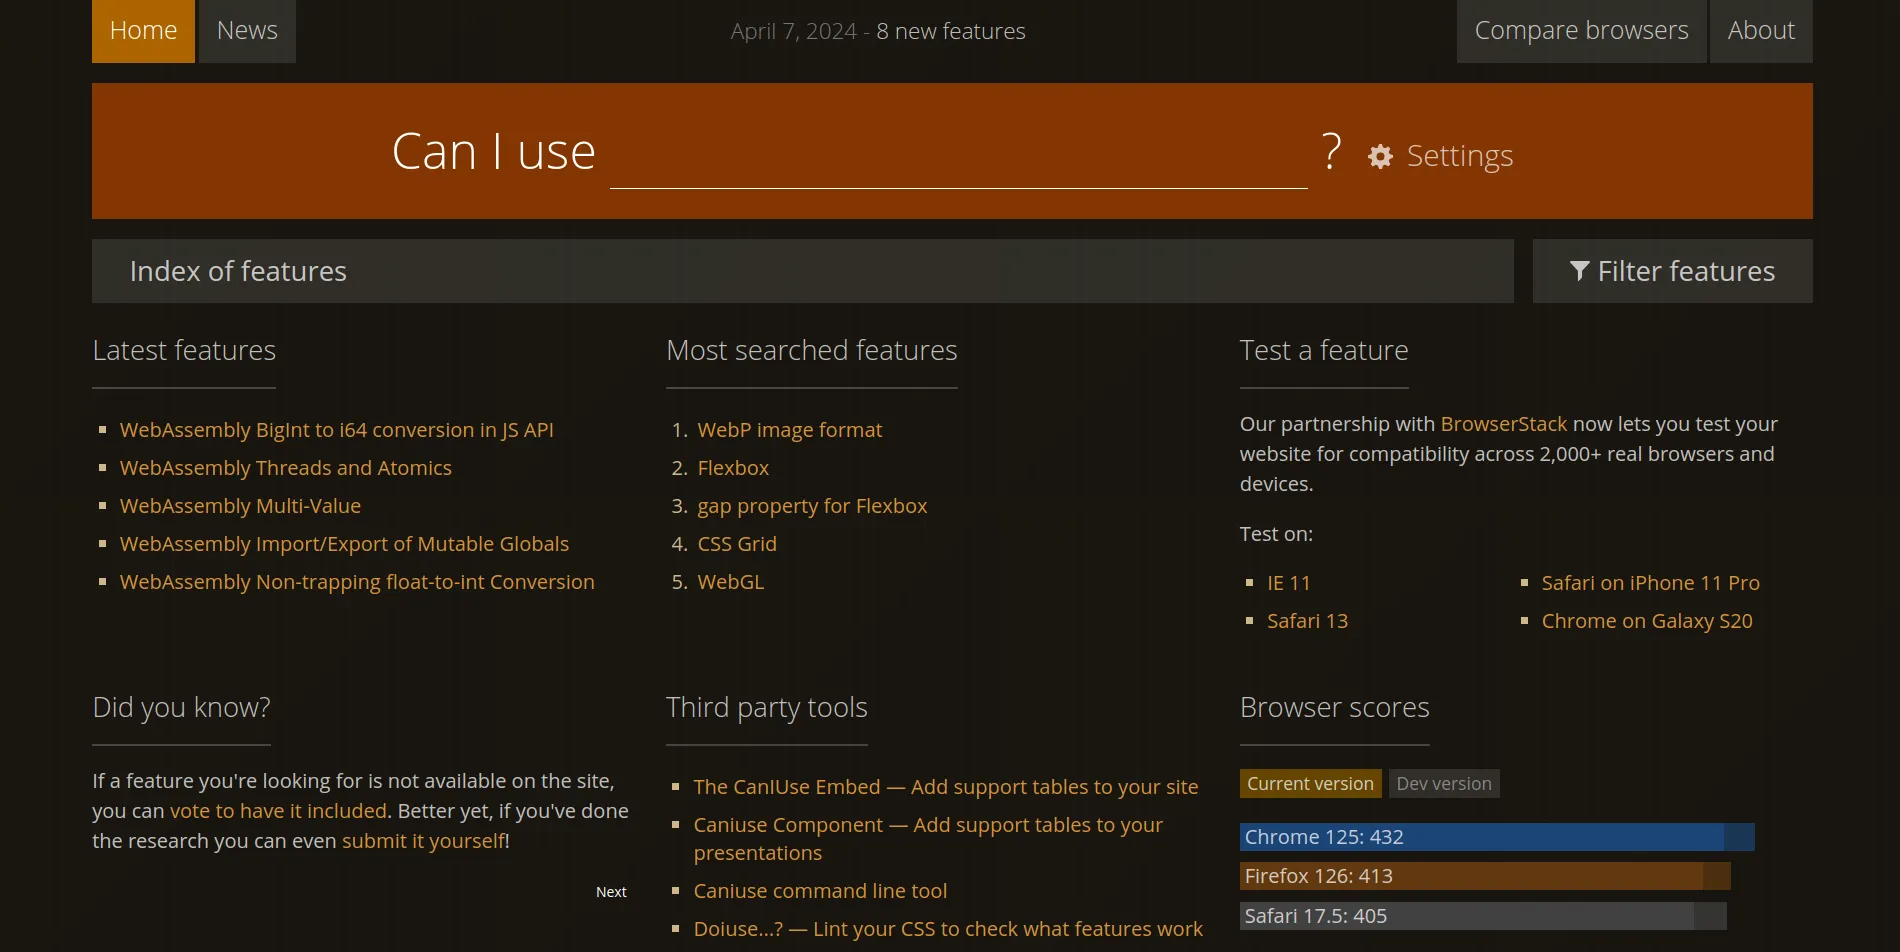 Home
News
April 7, 2024 - 8 new features
Compare browsers
About
Can I use
?
Settings
Index of features
Filter features
Latest features
WebAssembly BigInt to i64 conversion in JS API
WebAssembly Threads and Atomics
WebAssembly Multi-Value
WebAssembly Import/Export of Mutable Globals
WebAssembly Non-trapping float-to-int Conversion
Most searched features
1. WebP image format
2. Flexbox
3. gap property for Flexbox
4. CSS Grid
5. WebGL
Test a feature
Our partnership with BrowserStack now lets you test your
website for compatibility across 2,000+ real browsers and
devices.
Test on:
IE 11
Safari 13
Safari on iPhone 11 Pro
Chrome on Galaxy S20
Did you know?
If a feature you're looking for is not available on the site,
you can vote to have it included. Better yet, if you've done
the research you can even submit it yourself!
Next
Third party tools
The CanIUse Embed — Add support tables to your site
Caniuse Component — Add support tables to your
presentations
Caniuse command line tool
Doiuse...? — Lint your CSS to check what features work
Browser scores
Current version
Dev version
Chrome 125: 432
Firefox 126: 413
Safari 17.5: 405